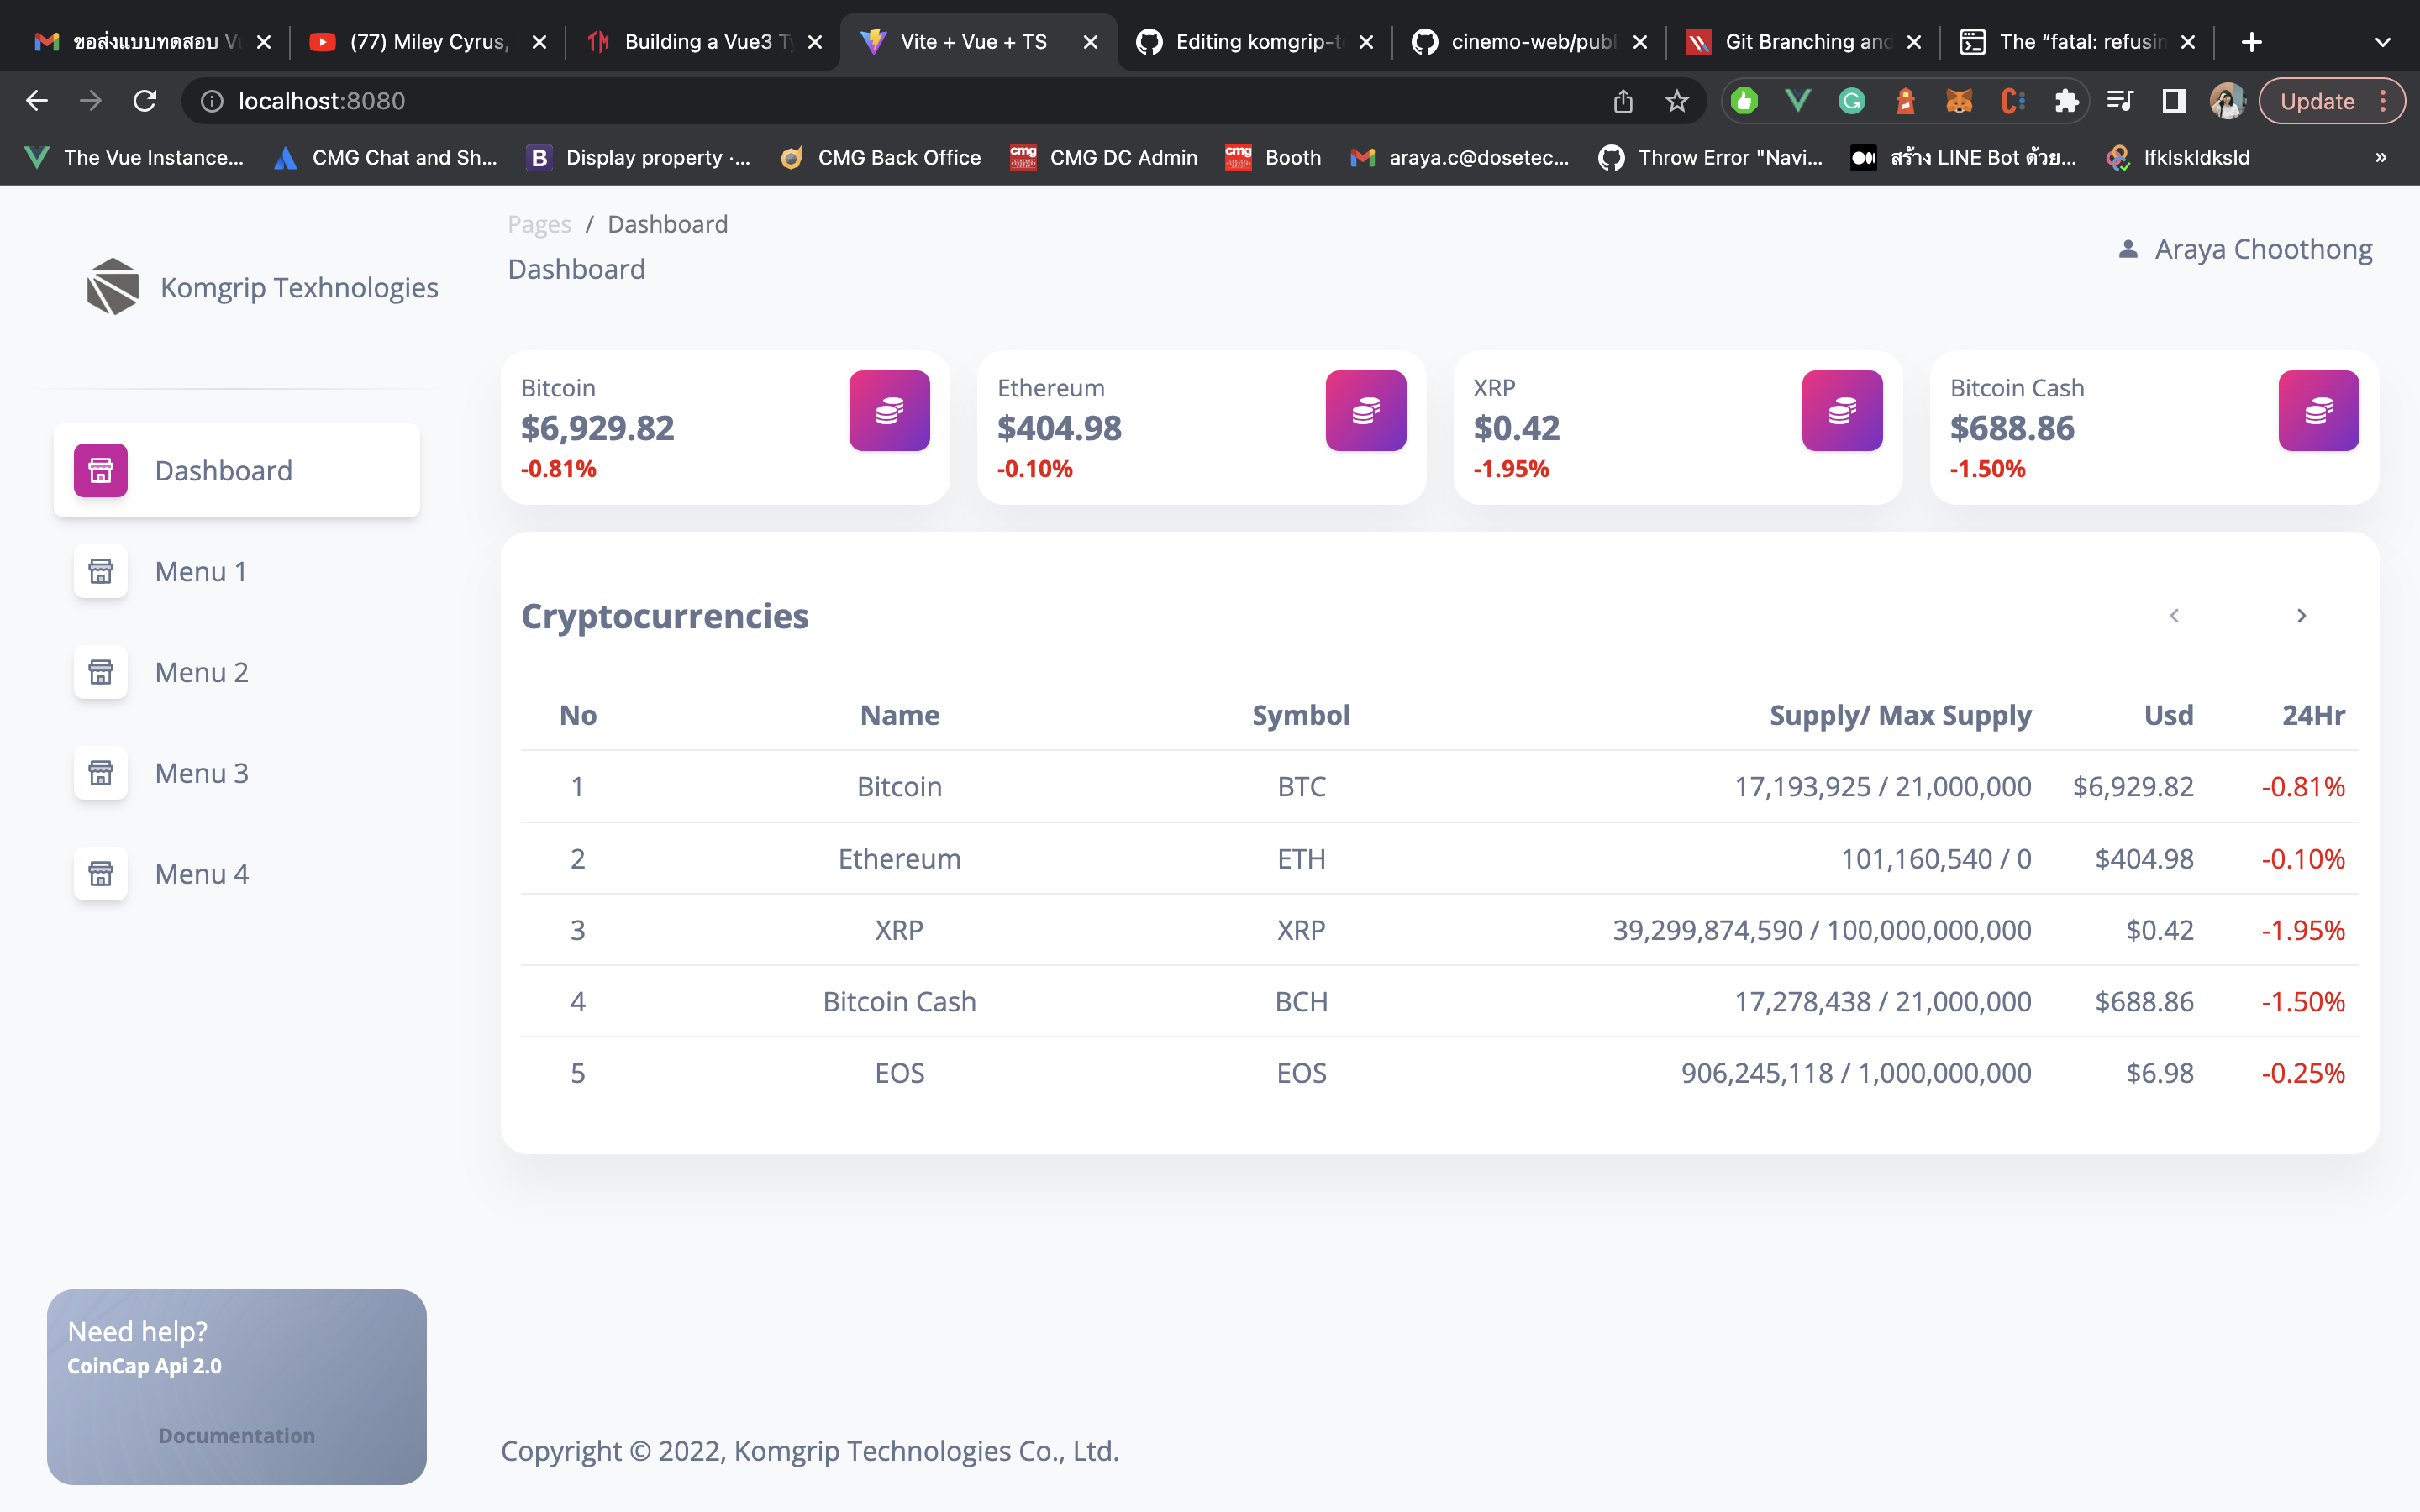 ขอส่งแบบทดสอบ Vu
(77) Miley Cyrus,
Building a Vue3 Ty
Vite + Vue + TS
Editing komgrip-te
cinemo-web/publ
Git Branching and
The “fatal: refusin
localhost:8080
Update
The Vue Instance...
CMG Chat and Sh...
B Display property ·...
CMG Back Office
cmg CMG DC Admin
cmg Booth
araya.c@dosetec...
Throw Error "Navi...
สร้าง LINE Bot ด้วย...
lfklskldksld
»
Pages / Dashboard
Dashboard
Araya Choothong
Komgrip Texhnologies
Dashboard
Menu 1
Menu 2
Menu 3
Menu 4
Bitcoin
$6,929.82
-0.81%
Ethereum
$404.98
-0.10%
XRP
$0.42
-1.95%
Bitcoin Cash
$688.86
-1.50%
Cryptocurrencies
No Name Symbol Supply/ Max Supply Usd 24Hr
1 Bitcoin BTC 17,193,925 / 21,000,000 $6,929.82 -0.81%
2 Ethereum ETH 101,160,540 / 0 $404.98 -0.10%
3 XRP XRP 39,299,874,590 / 100,000,000,000 $0.42 -1.95%
4 Bitcoin Cash BCH 17,278,438 / 21,000,000 $688.86 -1.50%
5 EOS EOS 906,245,118 / 1,000,000,000 $6.98 -0.25%
Need help?
CoinCap Api 2.0
Documentation
Copyright © 2022, Komgrip Technologies Co., Ltd.